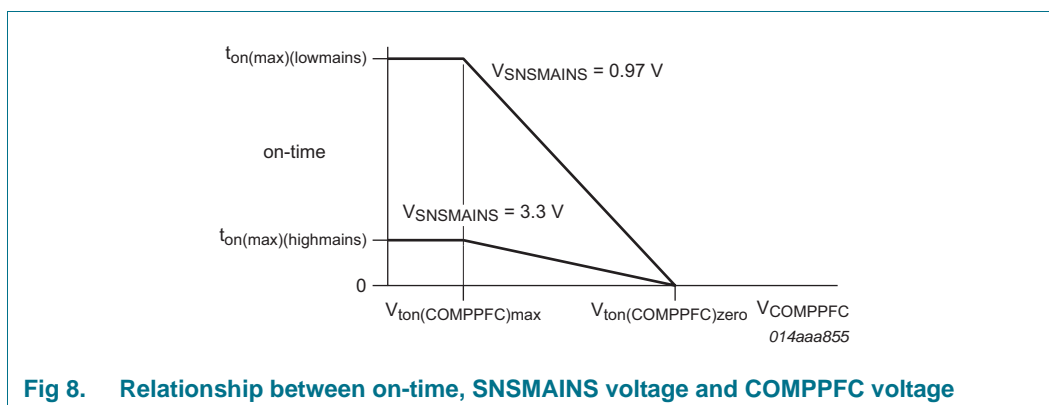 ton(max)(lowmains)
VSNSMAINS = 0.97 V
on-time
VSNSMAINS = 3.3 V
ton(max)(highmains)
0
Vton(COMPPFC)max
Vton(COMPPFC)zero
VCOMPPFC
014aaa855
Fig 8. Relationship between on-time, SNSMAINS voltage and COMPPFC voltage